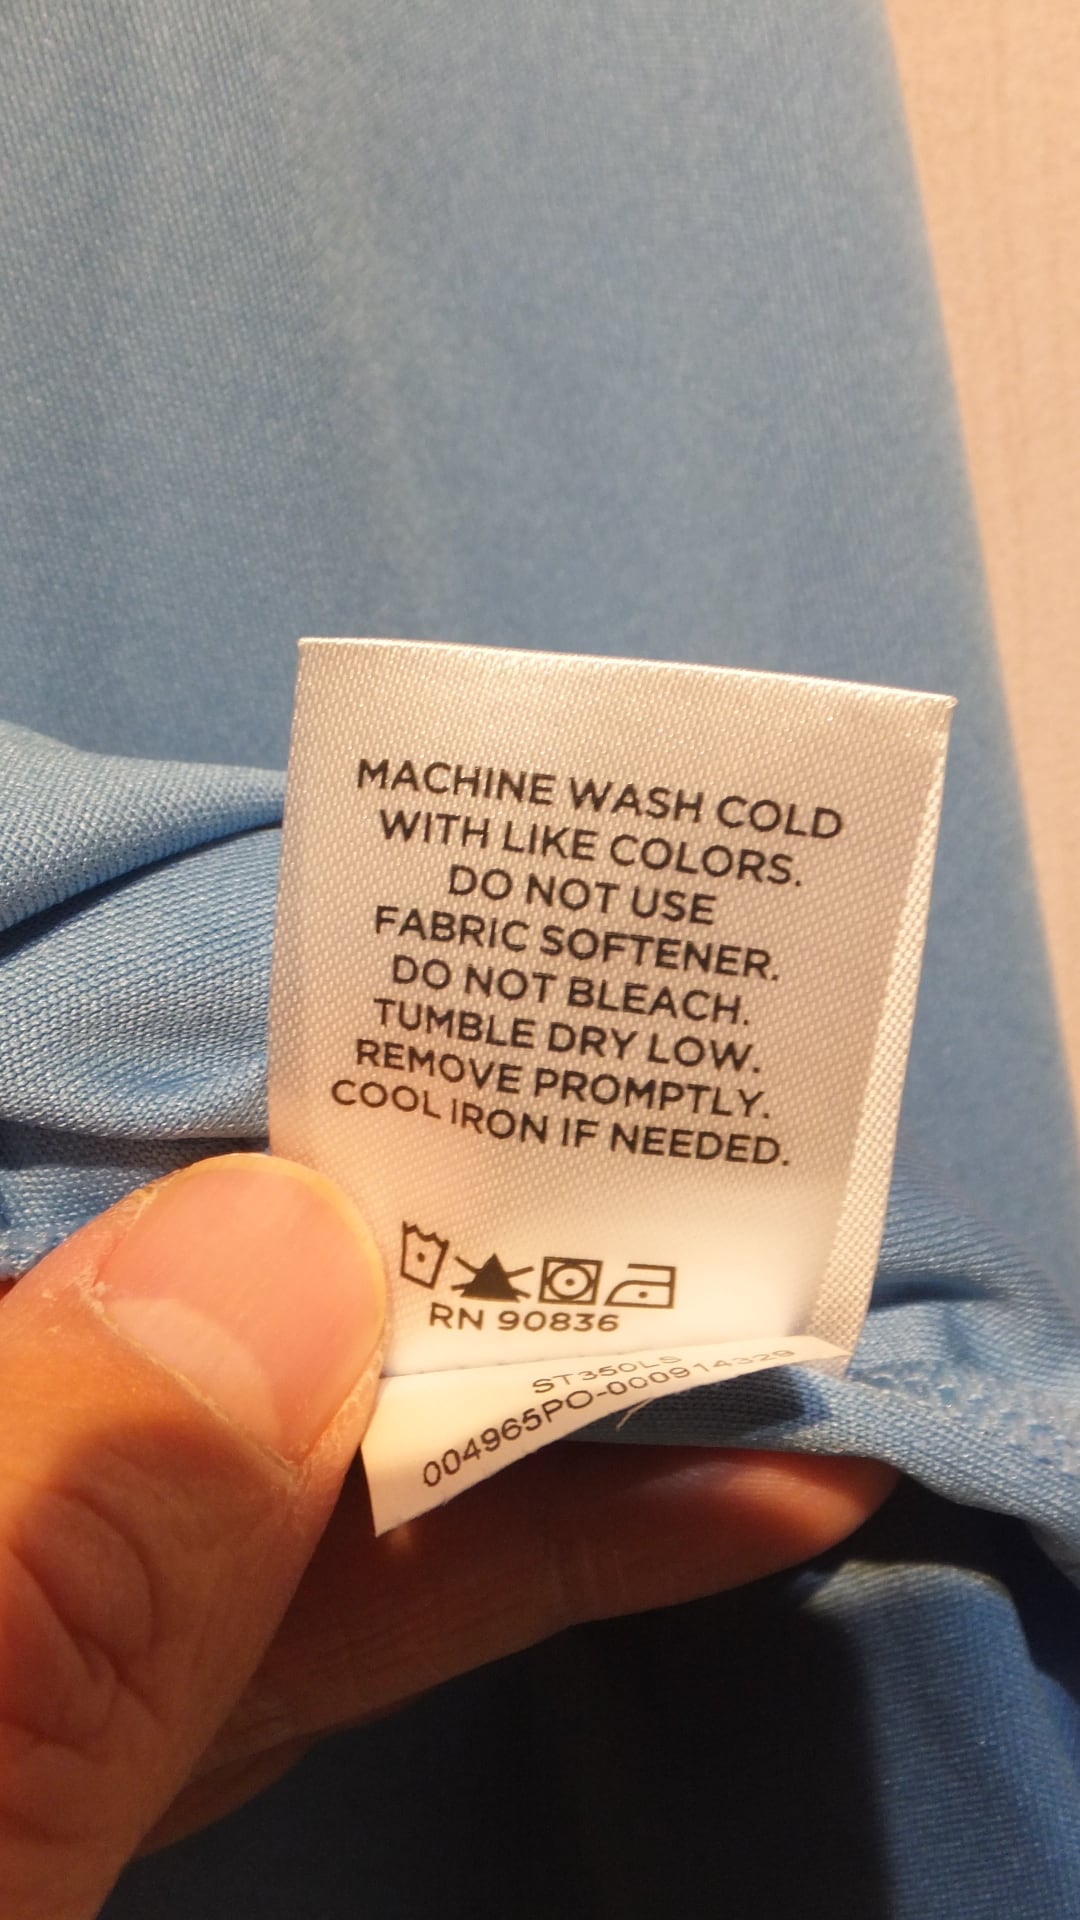 MACHINE WASH COLD
WITH LIKE COLORS.
DO NOT USE
FABRIC SOFTENER.
DO NOT BLEACH.
TUMBLE DRY LOW.
REMOVE PROMPTLY.
COOL IRON IF NEEDED.
RN 90836
ST350LS
004965PO-000914329